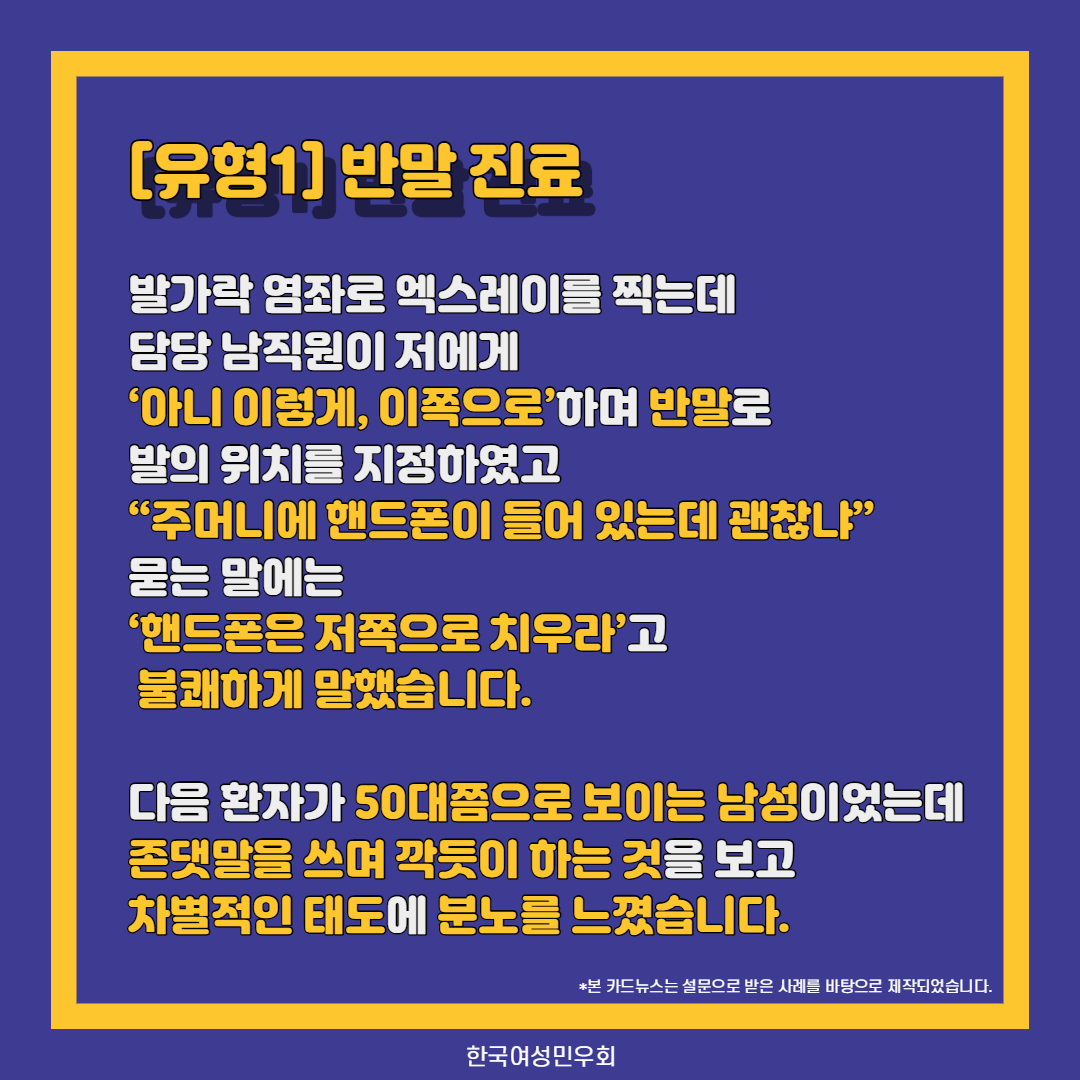 [유형1] 반말 진료
발가락 염좌로 엑스레이를 찍는데
담당 남직원이 저에게
‘아니 이렇게, 이쪽으로’하며 반말로
발의 위치를 지정하였고
“주머니에 핸드폰이 들어 있는데 괜찮냐”
묻는 말에는
‘핸드폰은 저쪽으로 치우라’고
불쾌하게 말했습니다.
다음 환자가 50대쯤으로 보이는 남성이었는데
존댓말을 쓰며 깍듯이 하는 것을 보고
차별적인 태도에 분노를 느꼈습니다.
*본 카드뉴스는 설문으로 받은 사례를 바탕으로 제작되었습니다.
한국여성민우회